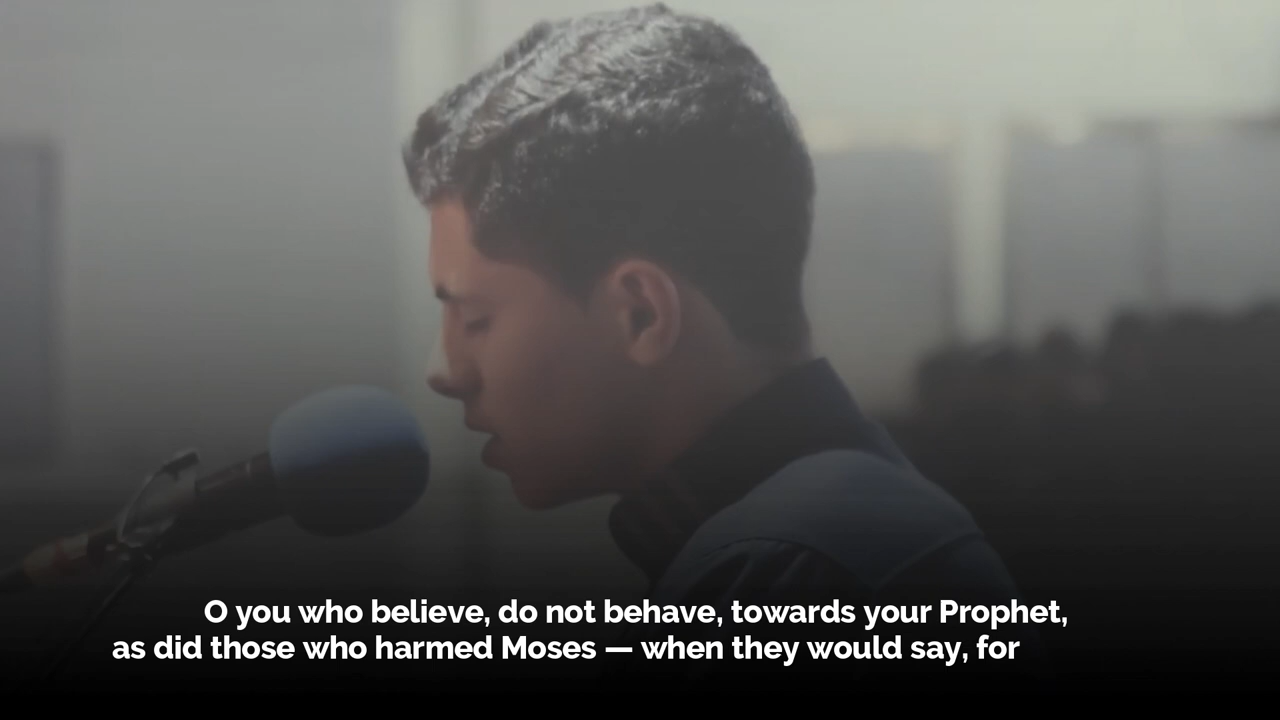 O you who believe, do not behave, towards your Prophet,
as did those who harmed Moses — when they would say, for